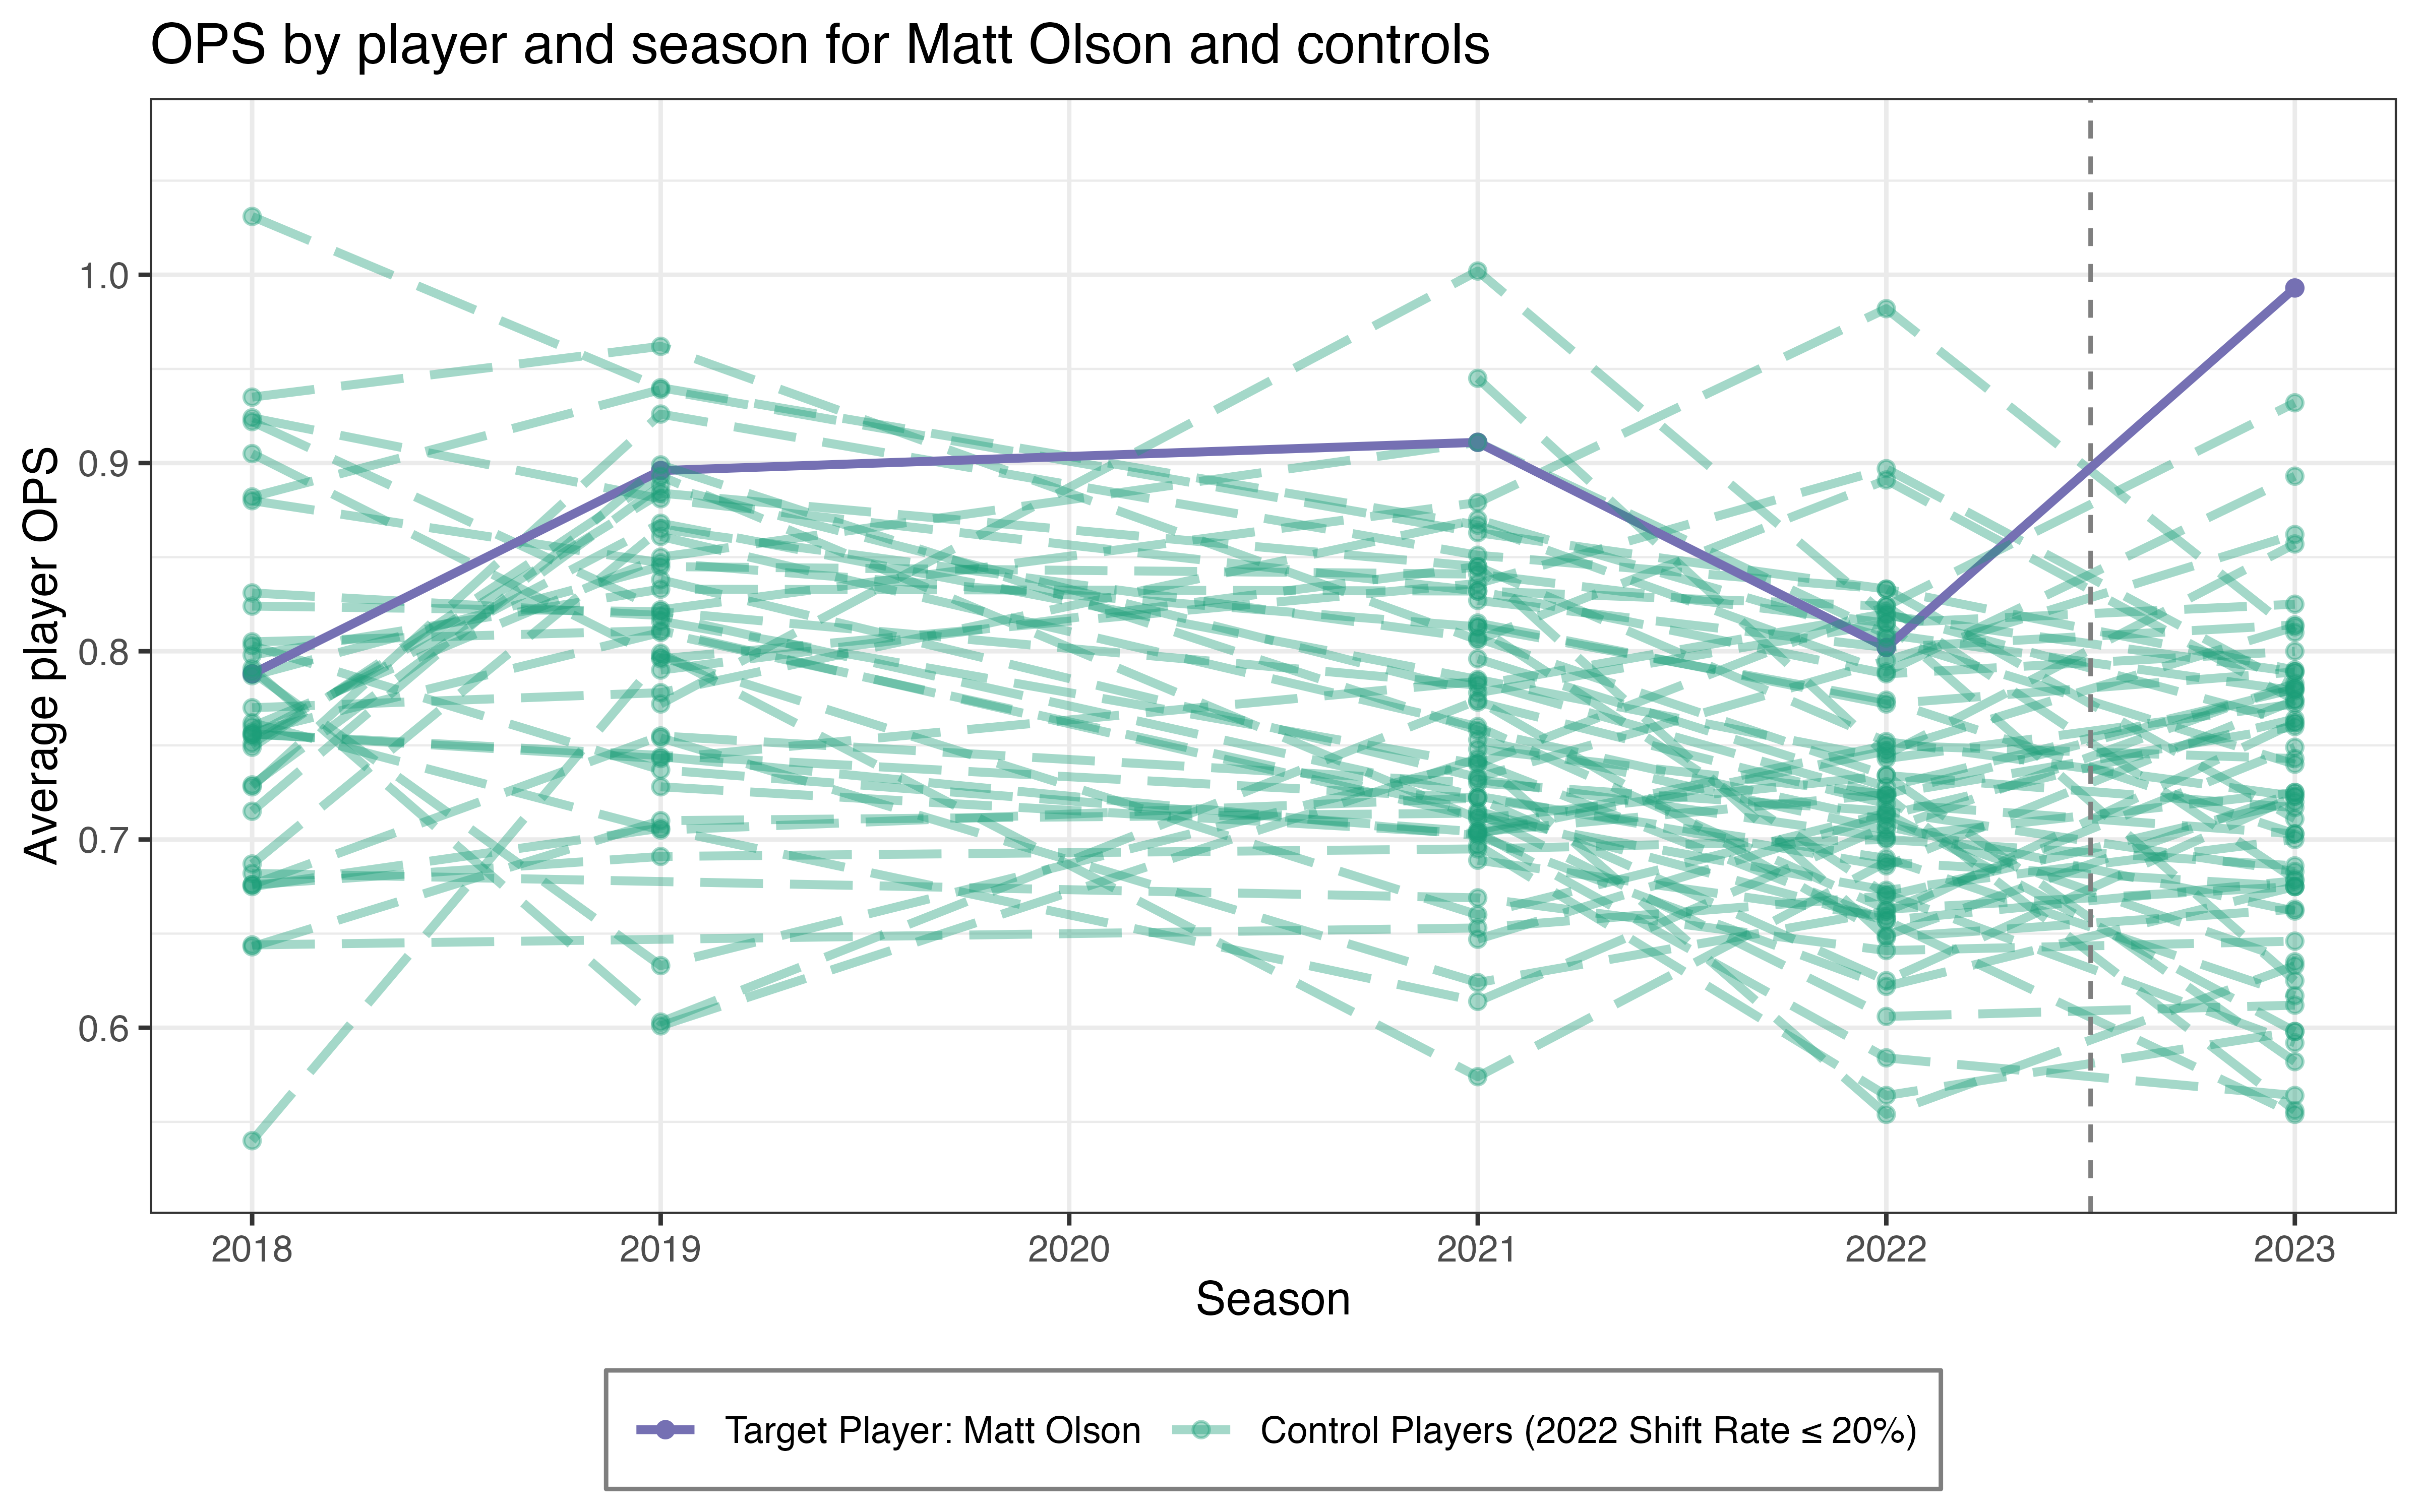 OPS by player and season for Matt Olson and controls
Average player OPS
1.0
0.9
0.8
0.7
0.6
2018 2019 2020 2021 2022 2023
Season
Target Player: Matt Olson Control Players (2022 Shift Rate ≤ 20%)